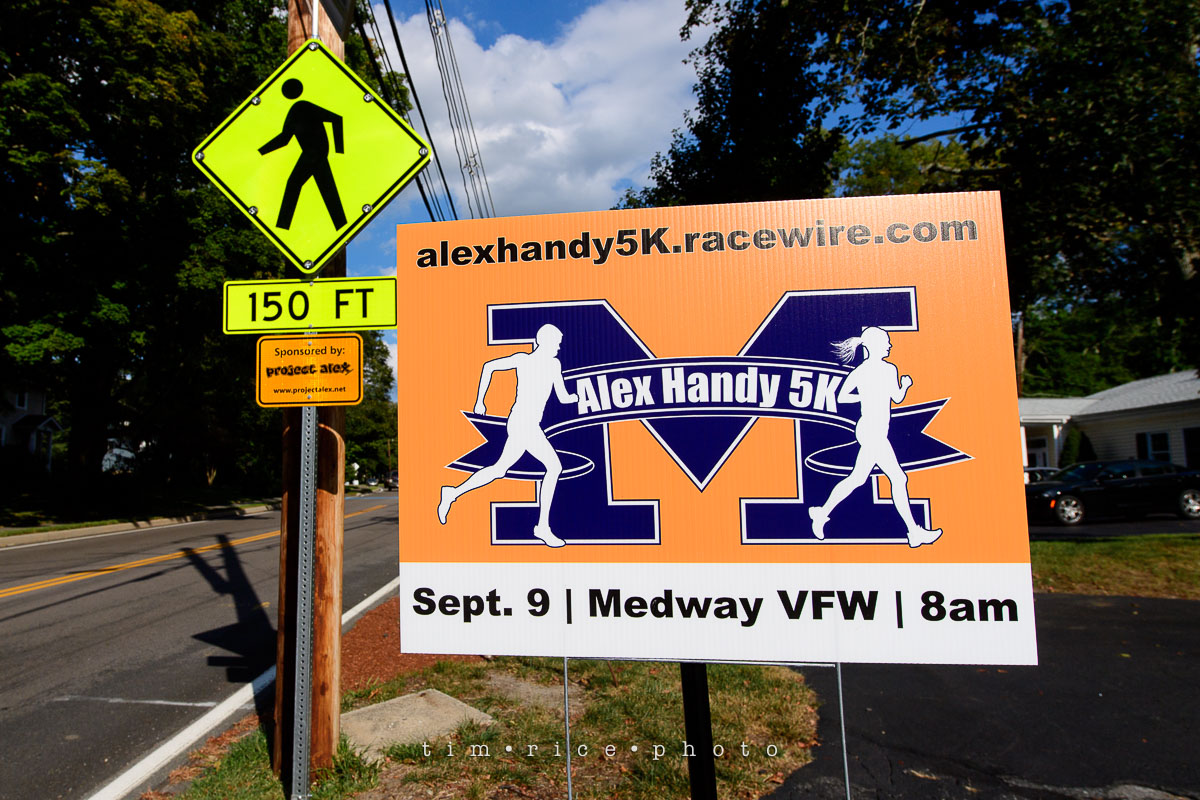 150 FT
Sponsored by:
project alex
www.projectalex.net
alexhandy5K.racewire.com
Alex Handy 5K
M
Sept. 9 | Medway VFW | 8am
tim•rice•photo